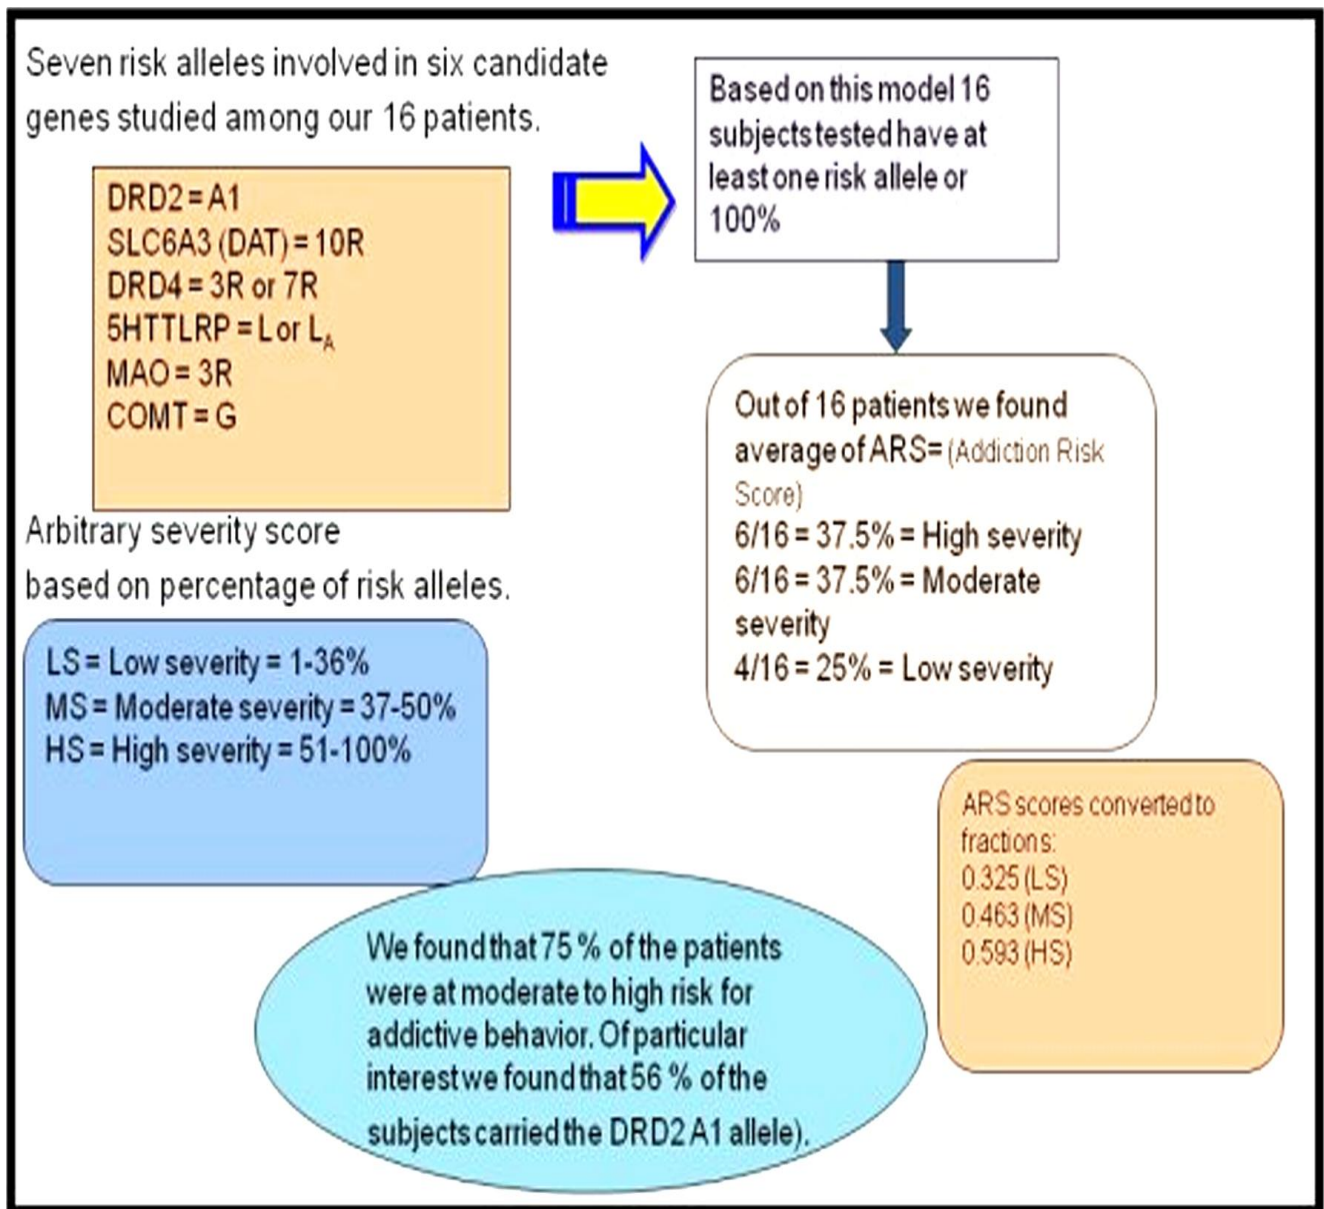 Seven risk alleles involved in six candidate
genes studied among our 16 patients.
DRD2 = A1
SLC6A3 (DAT) = 10R
DRD4 = 3R or 7R
5HTTLRP = L or LA
MAO = 3R
COMT = G
Arbitrary severity score
based on percentage of risk alleles.
LS = Low severity = 1-36%
MS = Moderate severity = 37-50%
HS = High severity = 51-100%
Based on this model 16
subjects tested have at
least one risk allele or
100%
Out of 16 patients we found
average of ARS= (Addiction Risk
Score)
6/16 = 37.5% = High severity
6/16 = 37.5% = Moderate
severity
4/16 = 25% = Low severity
ARS scores converted to
fractions:
0.325 (LS)
0.463 (MS)
0.593 (HS)
We found that 75 % of the patients
were at moderate to high risk for
addictive behavior. Of particular
interest we found that 56 % of the
subjects carried the DRD2 A1 allele).